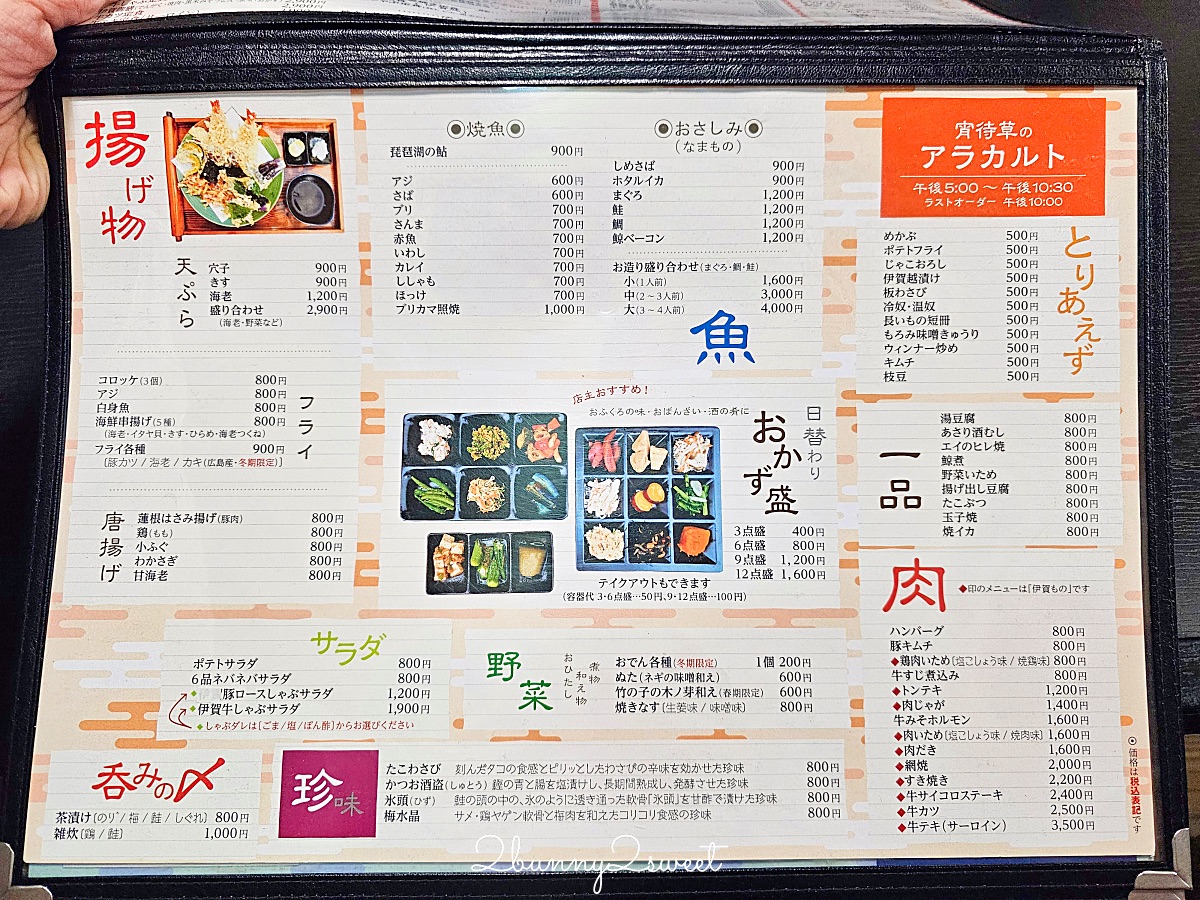 揚げ物
天ぷら
穴子 900円
きす 900円
海老 1,200円
盛り合わせ 2,900円
(海老・野菜など)
フライ
コロッケ(3個) 800円
アジ 800円
白身魚 800円
海鮮串揚げ(5種) 800円
(海老・イタヤ貝・きす・ひらめ・海老つくね)
フライ各種 900円
[豚カツ / 海老 / カキ(広島産・冬期限定)]
唐揚げ
蓮根はさみ揚げ(豚肉) 800円
鶏(もも) 800円
小ふぐ 800円
わかさぎ 800円
甘海老 800円
◉焼魚◉
琵琶湖の鮎 900円
アジ 600円
さば 600円
ブリ 700円
さんま 700円
赤魚 700円
いわし 700円
カレイ 700円
ししゃも 700円
ほっけ 700円
ブリカマ照焼 1,000円
◉おさしみ◉
(なまもの)
しめさば 900円
ホタルイカ 900円
まぐろ 1,200円
鮭 1,200円
鯛 1,200円
鯨ベーコン 1,200円
お造り盛り合わせ(まぐろ・鯛・鮭)
小(1人前) 1,600円
中(2～3人前) 3,000円
大(3～4人前) 4,000円
魚
店主おすすめ!
おふくろの味・おばんざい・酒の肴に
日替わり
おかず盛
3点盛 400円
6点盛 800円
9点盛 1,200円
12点盛 1,600円
テイクアウトもできます
(容器代 3・6点盛…50円、9・12点盛…100円)
宵待草の
アラカルト
午後5:00 ～ 午後10:30
ラストオーダー 午後10:00
とりあえず
めかぶ 500円
ポテトフライ 500円
じゃこおろし 500円
伊賀越漬け 500円
板わさび 500円
冷奴・温奴 500円
長いもの短冊 500円
もろみ味噌きゅうり 500円
ウィンナー炒め 500円
キムチ 500円
枝豆 500円
一品
湯豆腐 800円
あさり酒むし 800円
エイのヒレ焼 800円
鯨煮 800円
野菜いため 800円
揚げ出し豆腐 800円
たこぶつ 800円
玉子焼 800円
焼イカ 800円
肉
◆印のメニューは「伊賀もの」です
ハンバーグ 800円
豚キムチ 800円
◆鶏肉いため[塩こしょう味 / 焼鶏味] 800円
牛すじ煮込み 800円
◆トンテキ 1,200円
◆肉じゃが 1,400円
牛みそホルモン 1,600円
◆肉いため[塩こしょう味 / 焼肉味] 1,600円
◆肉だき 1,600円
◆網焼 2,000円
◆すき焼き 2,200円
◆牛サイコロステーキ 2,400円
◆牛カツ 2,500円
◆牛テキ(サーロイン) 3,500円
◉価格は税込表記です
サラダ
ポテトサラダ 800円
6品ネバネバサラダ 800円
◆伊賀豚ロースしゃぶサラダ 1,200円
◆伊賀牛しゃぶサラダ 1,900円
◆しゃぶダレは[ごま/塩/ぽん酢]からお選びください
野菜
煮物
和え物
おひたし
おでん各種(冬期限定) 1個 200円
ぬた(ネギの味噌和え) 600円
竹の子の木ノ芽和え(春期限定) 600円
焼きなす[生姜味 / 味噌味] 800円
呑みの〆
茶漬け[のり / 梅 / 鮭 / しぐれ] 800円
雑炊[鶏 / 鮭] 1,000円
珍味
たこわさび 刻んだタコの食感とピリッとしたわさびの辛味を効かせた珍味 800円
かつお酒盗(しゅとう) 鰹の胃と腸を塩漬けし、長期間熟成し、発酵させた珍味 800円
氷頭(ひず) 鮭の頭の中の、氷のように透き通った軟骨「氷頭」を甘酢で漬けた珍味 800円
梅水晶 サメ・鶏ヤゲン軟骨と梅肉を和えたコリコリ食感の珍味 800円
2bunny2sweet